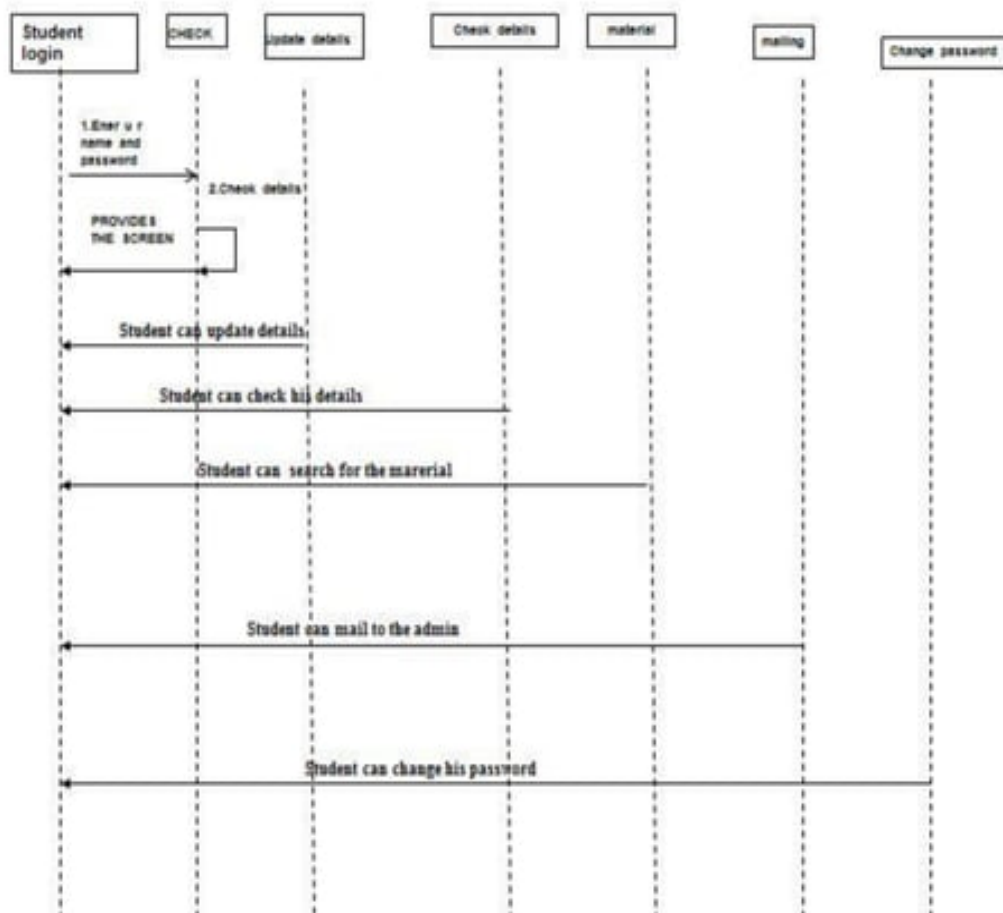 Student
login
CHECK
Update details
Check details
material
mailing
Change password
1.Ener u r
name and
password
2.Check details
PROVIDES
THE SCREEN
Student can update details
Student can check his details
Student can search for the marerial
Student can mail to the admin
Student can change his password